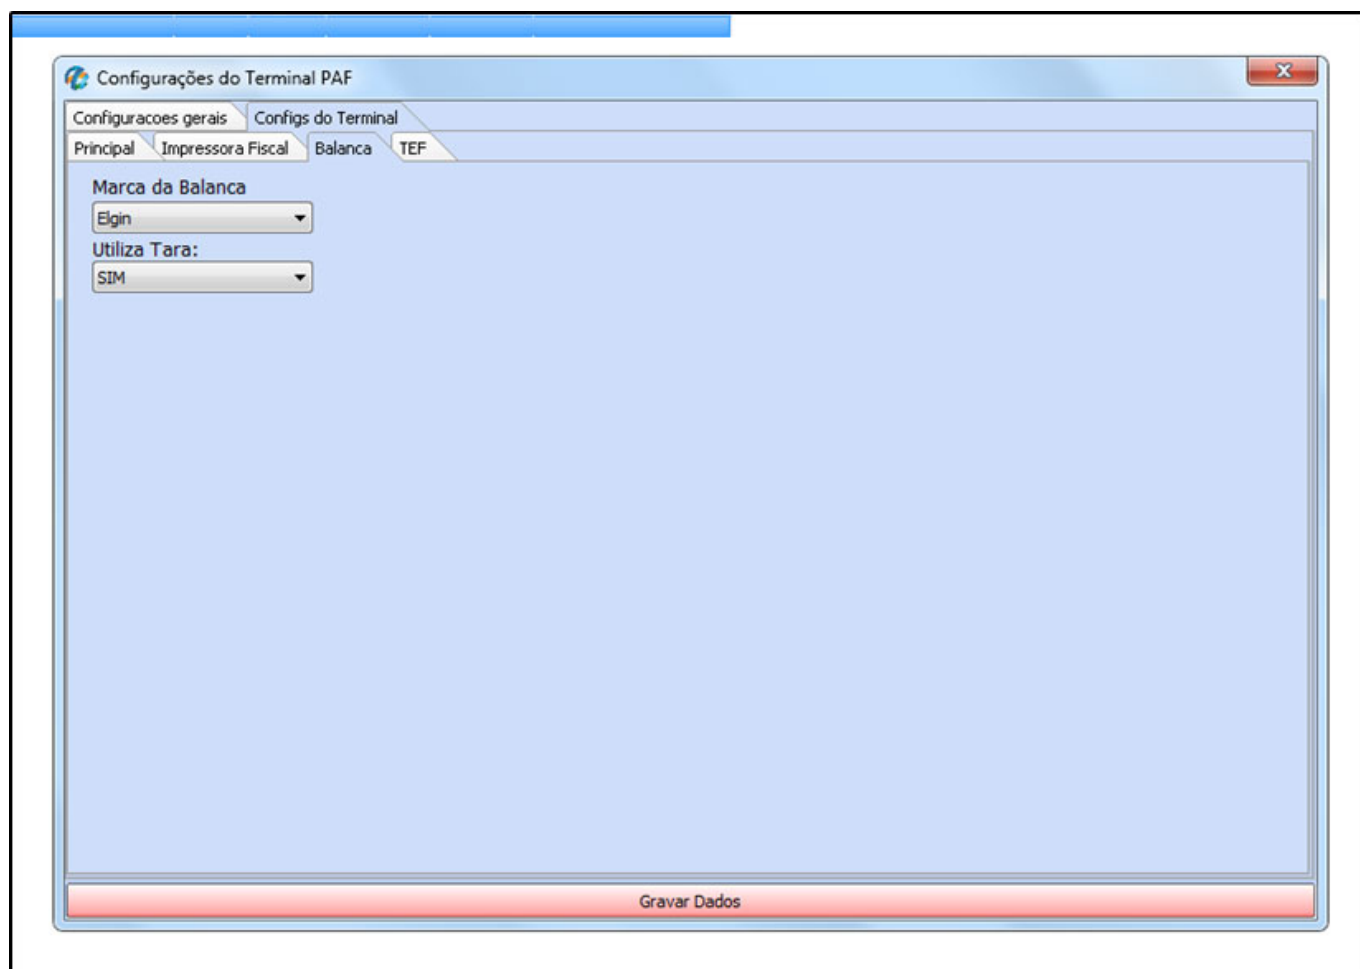 Configurações do Terminal PAF
x
Configuracoes gerais Configs do Terminal
Principal Impressora Fiscal Balanca TEF
Marca da Balanca
Elgin
Utiliza Tara:
SIM
Gravar Dados